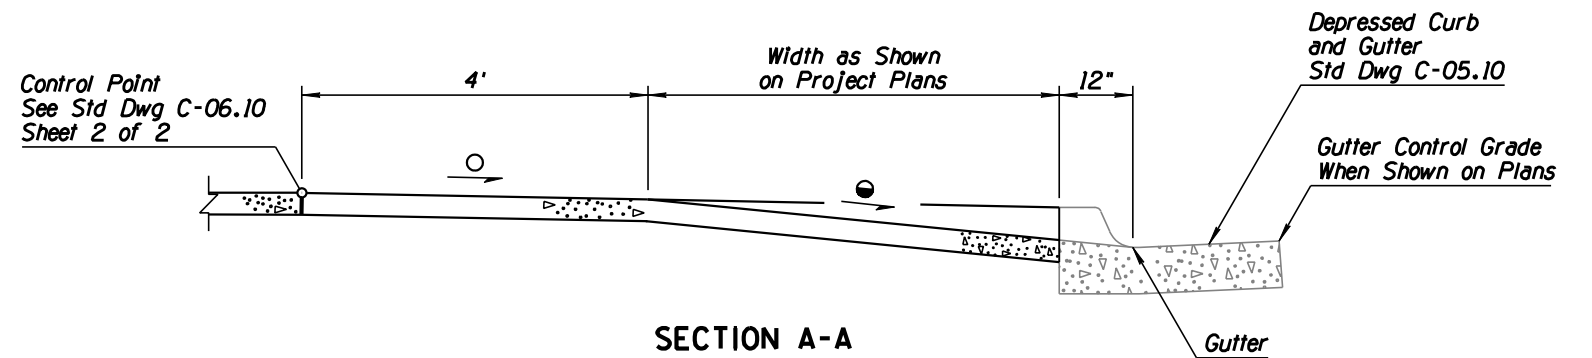 Control Point
See Std Dwg C-06.10
Sheet 2 of 2
4'
Width as Shown
on Project Plans
12"
Depressed Curb
and Gutter
Std Dwg C-05.10
Gutter Control Grade
When Shown on Plans
Gutter
SECTION A-A